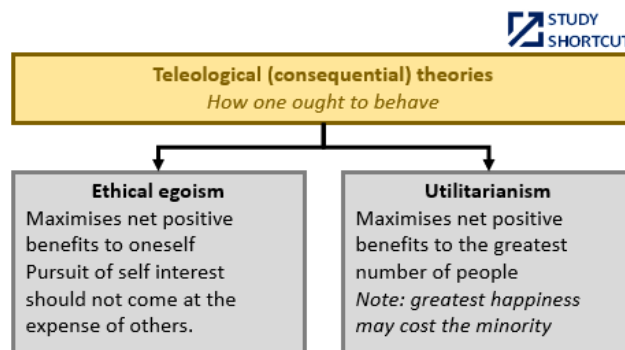 STUDY
SHORTCUT
Teleological (consequential) theories
How one ought to behave
Ethical egoism
Maximises net positive
benefits to oneself
Pursuit of self interest
should not come at the
expense of others.
Utilitarianism
Maximises net positive
benefits to the greatest
number of people
Note: greatest happiness
may cost the minority